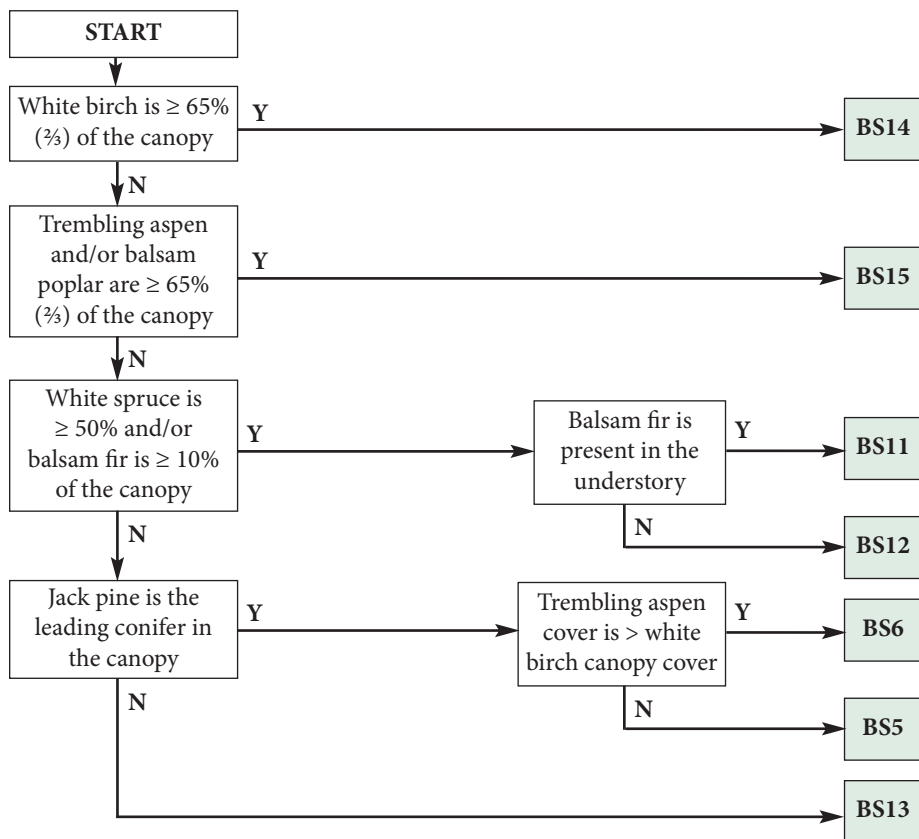 START
White birch is ≥ 65%
(⅔) of the canopy
Y
BS14
N
Trembling aspen
and/or balsam
poplar are ≥ 65%
(⅔) of the canopy
Y
BS15
N
White spruce is
≥ 50% and/or
balsam fir is ≥ 10%
of the canopy
Y
Balsam fir is
present in the
understory
Y
BS11
N
BS12
N
Jack pine is the
leading conifer in
the canopy
Y
Trembling aspen
cover is > white
birch canopy cover
Y
BS6
N
BS5
N
BS13